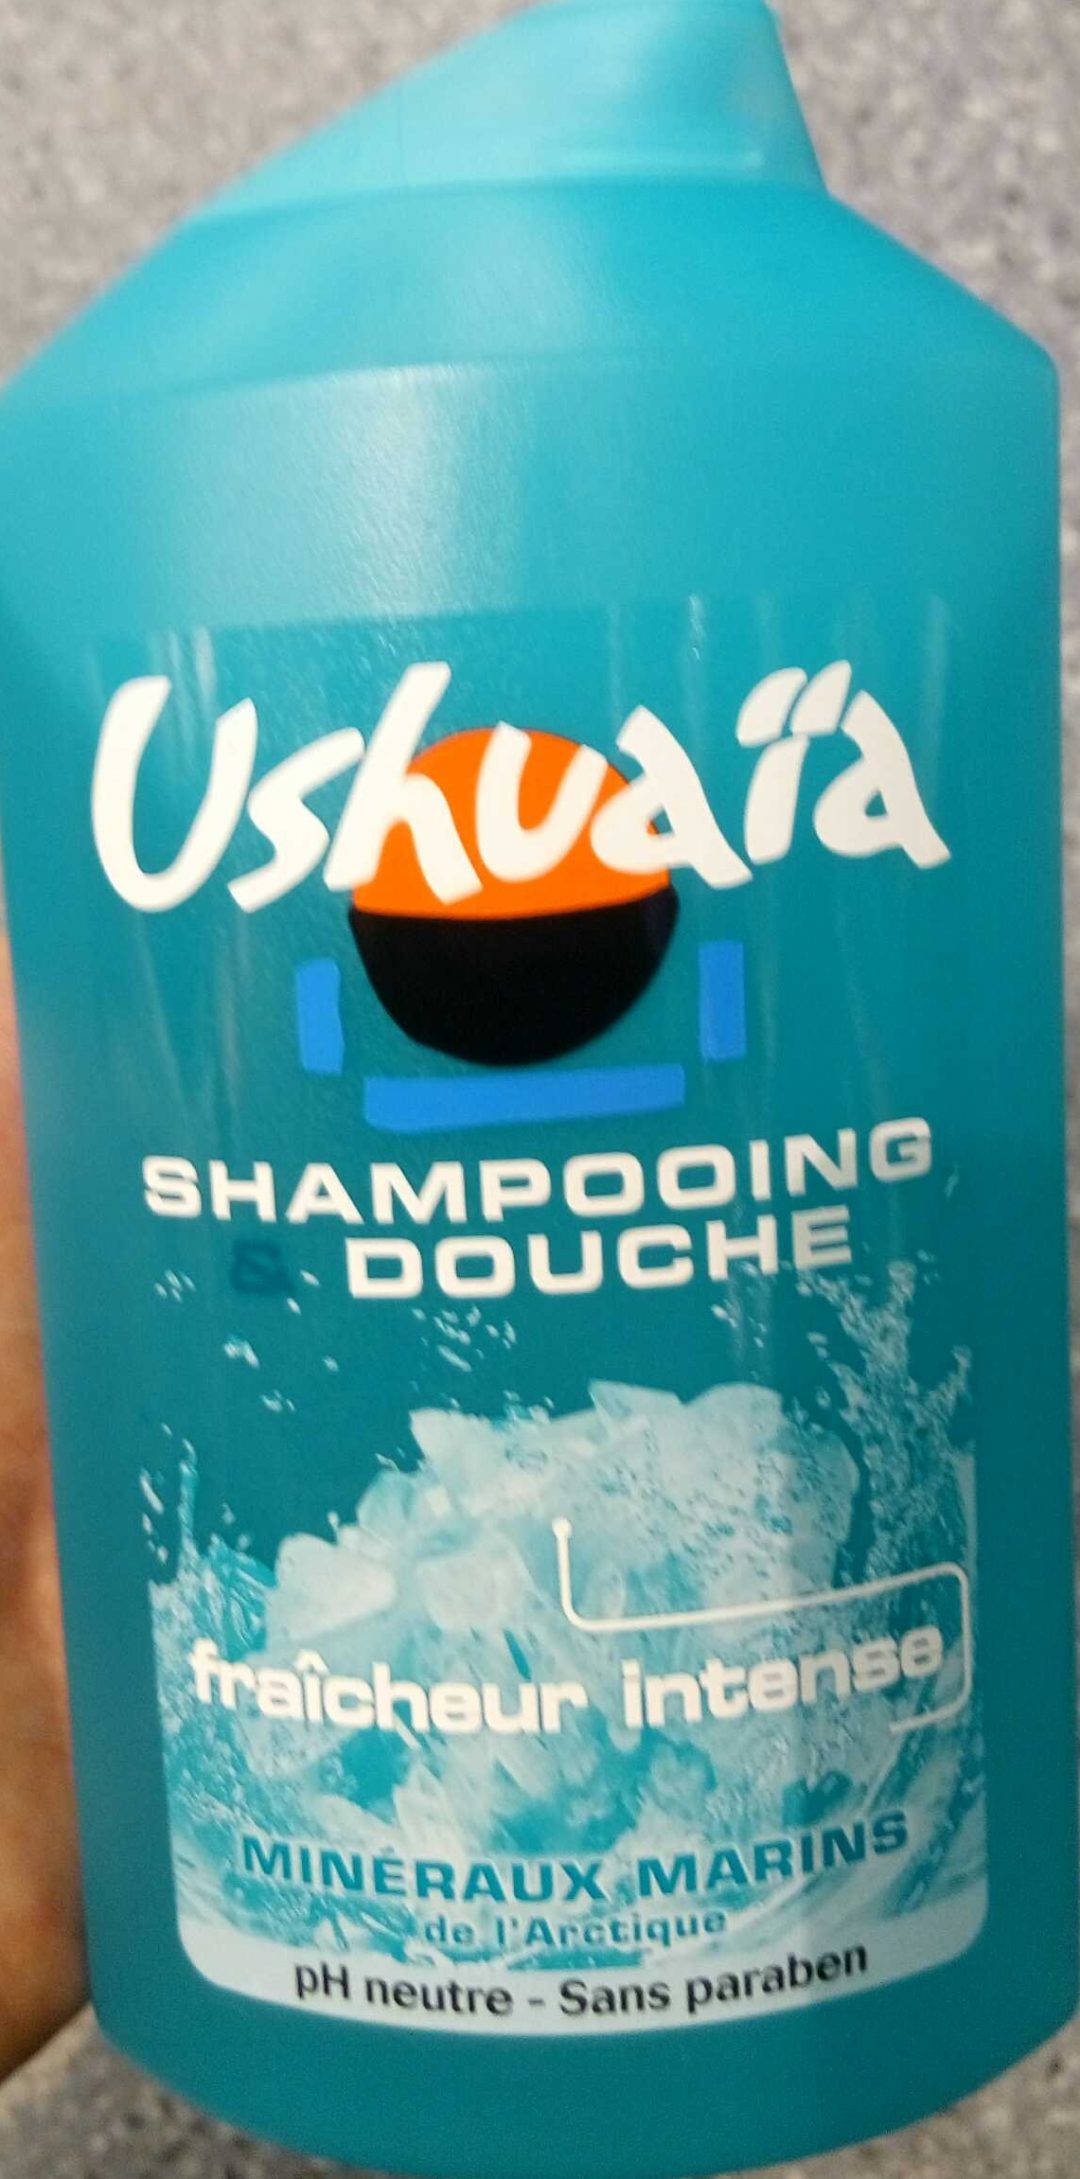 Ushuaïa
SHAMPOOING
& DOUCHE
fraîcheur intense
MINÉRAUX MARINS
de l'Arctique
pH neutre - Sans paraben